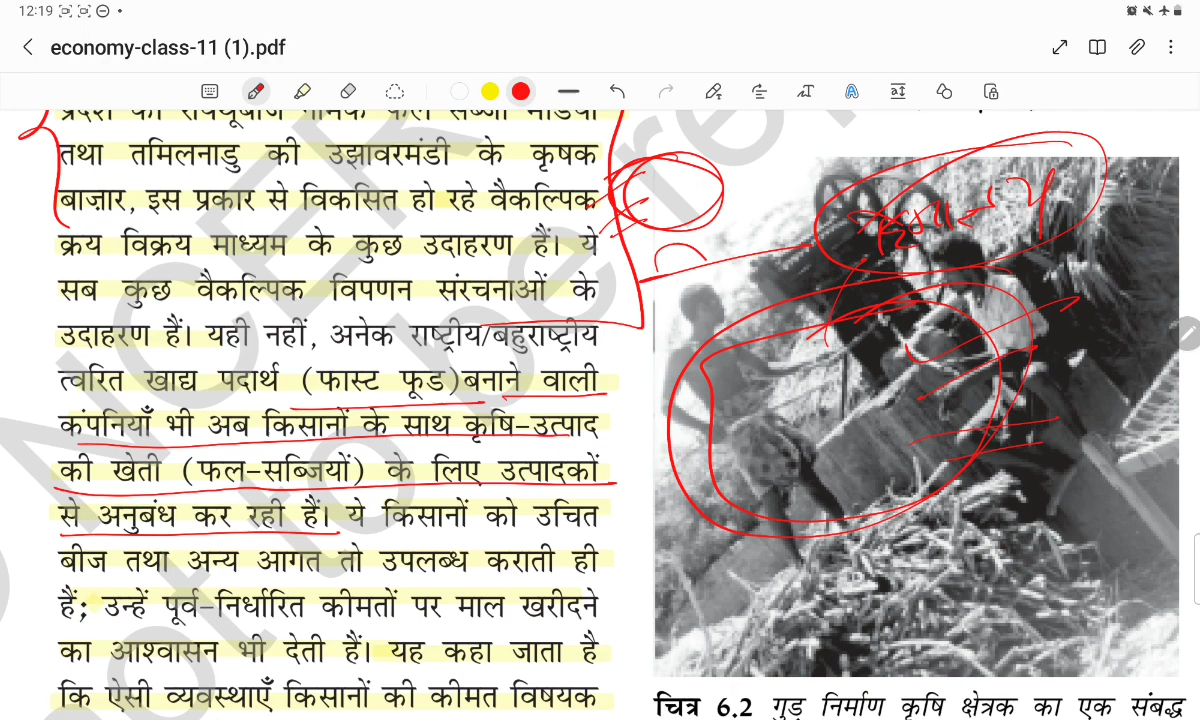 12:19
economy-class-11 (1).pdf
तथा तमिलनाडु की उझावरमंडी के कृषक
बाज़ार, इस प्रकार से विकसित हो रहे वैकल्पिक
क्रय विक्रय माध्यम के कुछ उदाहरण हैं। ये
सब कुछ वैकल्पिक विपणन संरचनाओं के
उदाहरण हैं। यही नहीं, अनेक राष्ट्रीय/बहुराष्ट्रीय
त्वरित खाद्य पदार्थ (फास्ट फूड)बनाने वाली
कंपनियाँ भी अब किसानों के साथ कृषि-उत्पाद
की खेती (फल-सब्जियों) के लिए उत्पादकों
से अनुबंध कर रही हैं। ये किसानों को उचित
बीज तथा अन्य आगत तो उपलब्ध कराती ही
हैं; उन्हें पूर्व-निर्धारित कीमतों पर माल खरीदने
का आश्वासन भी देती हैं। यह कहा जाता है
कि ऐसी व्यवस्थाएँ किसानों की कीमत विषयक
चित्र 6.2 गुड़ निर्माण कृषि क्षेत्रक का एक संबद्ध